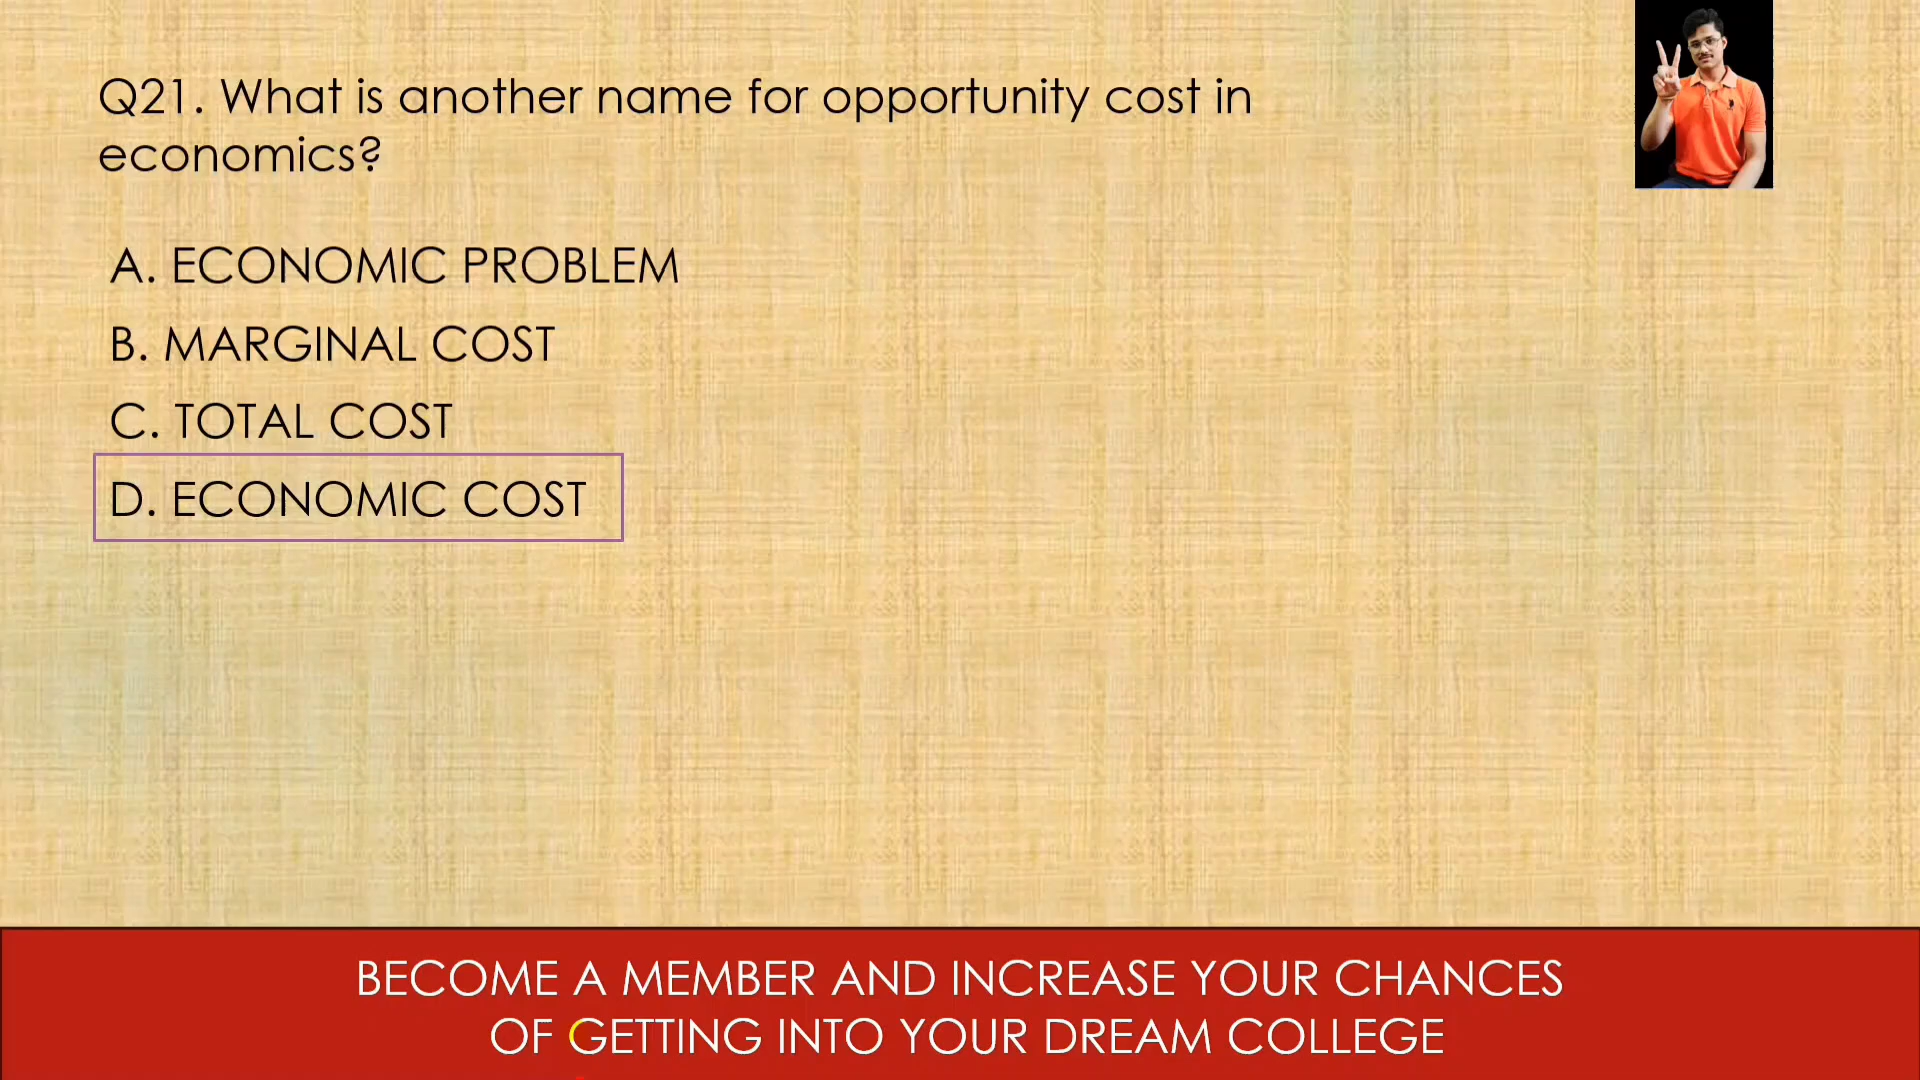 Q21. What is another name for opportunity cost in
economics?
A. ECONOMIC PROBLEM
B. MARGINAL COST
C. TOTAL COST
D. ECONOMIC COST
BECOME A MEMBER AND INCREASE YOUR CHANCES
OF GETTING INTO YOUR DREAM COLLEGE